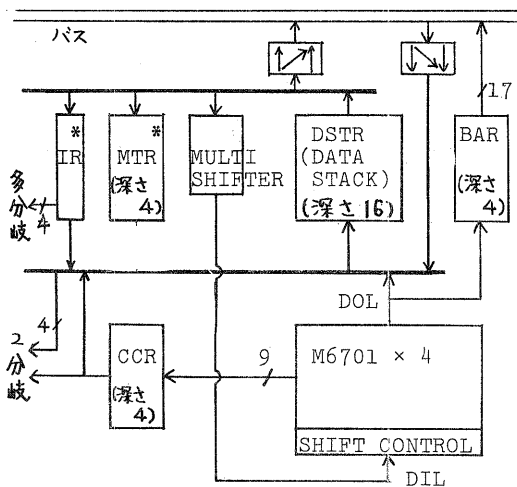 バス
17
*
IR
*
MTR
(深さ
4)
MULTI
SHIFTER
DSTR
(DATA
STACK)
(深さ16)
BAR
(深さ
4)
多分岐
4
DOL
4
2分岐
CCR
(深さ
4)
9
M6701 × 4
SHIFT CONTROL
DIL